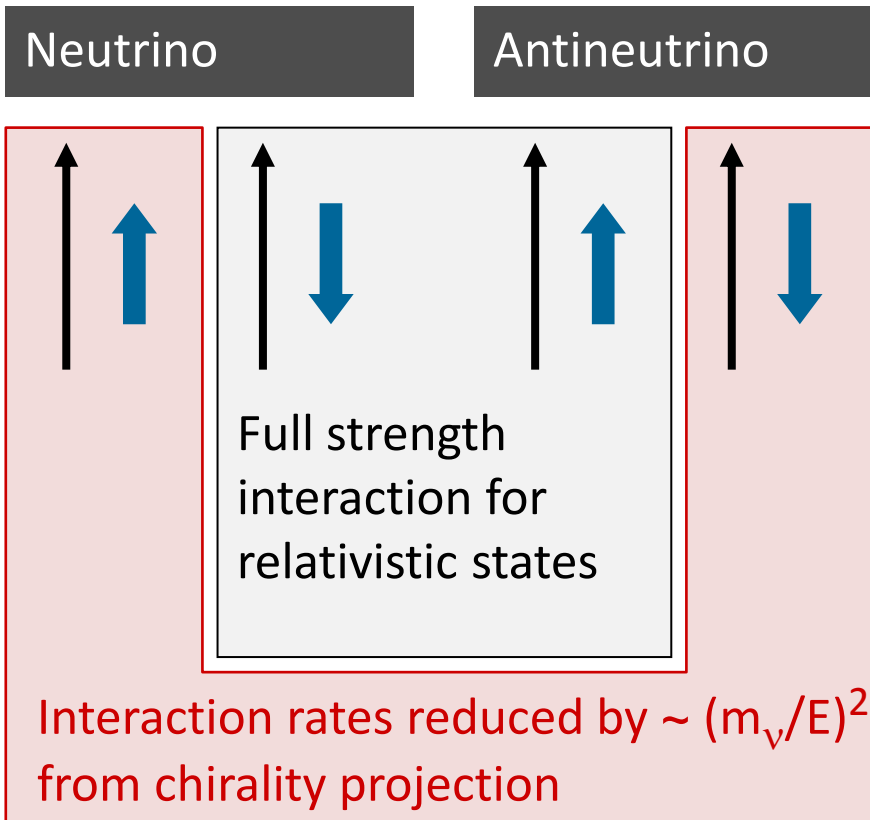 Neutrino
Antineutrino
Full strength
interaction for
relativistic states
Interaction rates reduced by ~ (mν/E)²
from chirality projection